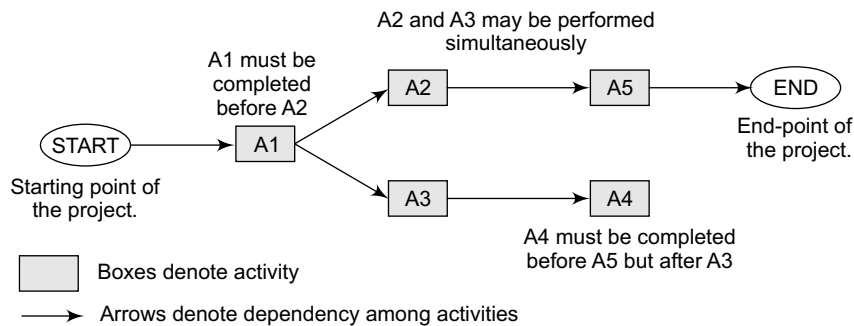 A2 and A3 may be performed
simultaneously
A1 must be
completed
before A2
A2
A5
END
End-point of
the project.
START
A1
Starting point of
the project.
A3
A4
A4 must be completed
before A5 but after A3
Boxes denote activity
Arrows denote dependency among activities